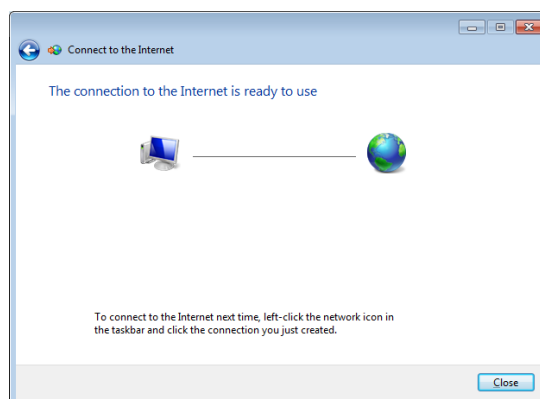 Connect to the Internet
The connection to the Internet is ready to use
To connect to the Internet next time, left-click the network icon in
the taskbar and click the connection you just created.
Close